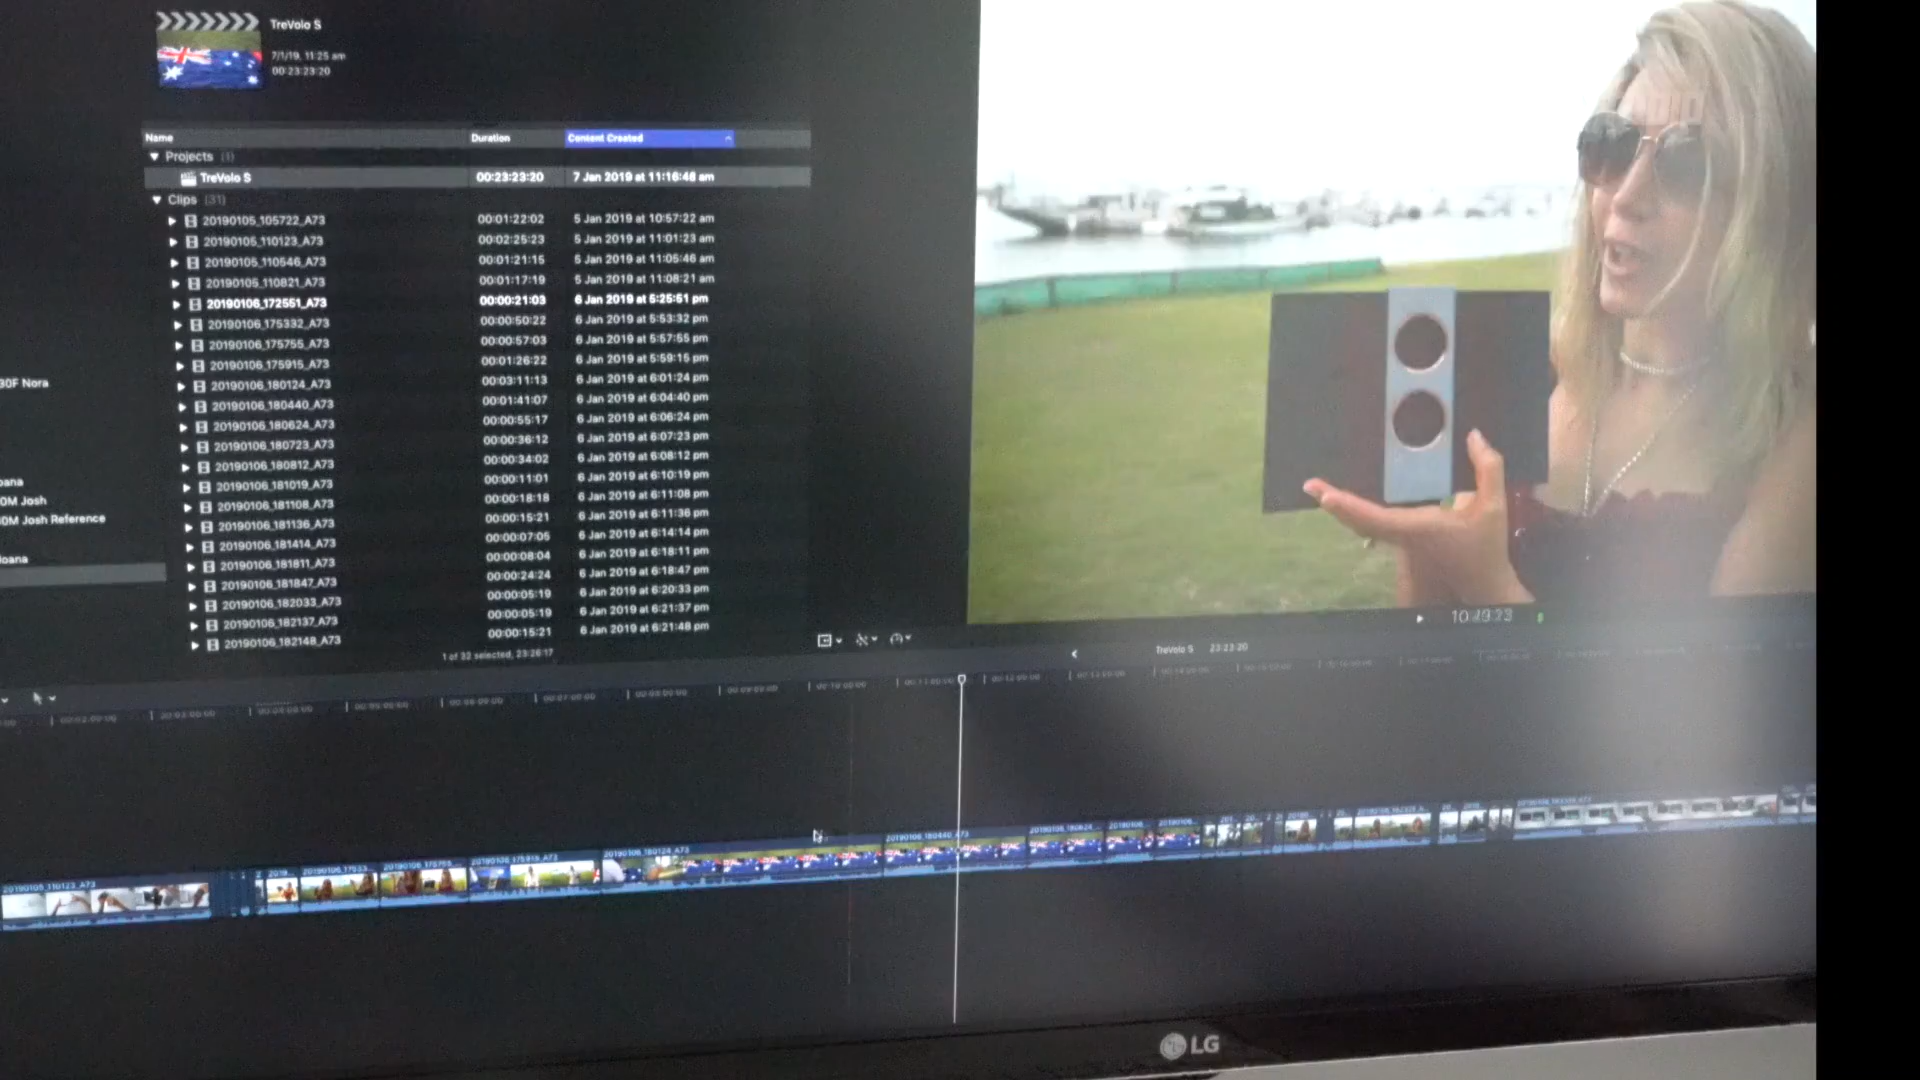 TreVolo S
7/1/19, 11:25 am
00:23:23:20
Name Duration Content Created
Projects (1)
TreVolo S 00:23:23:20 7 Jan 2019 at 11:16:48 am
Clips (31)
20190105_105722_A73 00:01:22:02 5 Jan 2019 at 10:57:22 am
20190105_110123_A73 00:02:25:23 5 Jan 2019 at 11:01:23 am
20190105_110546_A73 00:01:21:15 5 Jan 2019 at 11:05:46 am
20190105_110821_A73 00:01:17:19 5 Jan 2019 at 11:08:21 am
20190106_172551_A73 00:00:21:03 6 Jan 2019 at 5:25:51 pm
20190106_175332_A73 00:00:50:22 6 Jan 2019 at 5:53:32 pm
20190106_175755_A73 00:00:57:03 6 Jan 2019 at 5:57:55 pm
20190106_175915_A73 00:01:26:22 6 Jan 2019 at 5:59:15 pm
20190106_180124_A73 00:03:11:13 6 Jan 2019 at 6:01:24 pm
20190106_180440_A73 00:01:41:07 6 Jan 2019 at 6:04:40 pm
20190106_180624_A73 00:00:55:17 6 Jan 2019 at 6:06:24 pm
20190106_180723_A73 00:00:36:12 6 Jan 2019 at 6:07:23 pm
20190106_180812_A73 00:00:34:02 6 Jan 2019 at 6:08:12 pm
20190106_181019_A73 00:00:11:01 6 Jan 2019 at 6:10:19 pm
20190106_181108_A73 00:00:18:18 6 Jan 2019 at 6:11:08 pm
20190106_181136_A73 00:00:15:21 6 Jan 2019 at 6:11:36 pm
20190106_181414_A73 00:00:07:05 6 Jan 2019 at 6:14:14 pm
20190106_181811_A73 00:00:08:04 6 Jan 2019 at 6:18:11 pm
20190106_181847_A73 00:00:24:24 6 Jan 2019 at 6:18:47 pm
20190106_182033_A73 00:00:05:19 6 Jan 2019 at 6:20:33 pm
20190106_182137_A73 00:00:05:19 6 Jan 2019 at 6:21:37 pm
20190106_182148_A73 00:00:15:21 6 Jan 2019 at 6:21:48 pm
30F Nora
oana
0M Josh
0M Josh Reference
oana
1 of 32 selected, 23:26:17
TreVolo S 23:23:20
20190105_110123_A73
20190106_175915_A73
20190106_180124_A73
20190106_180440_A73
LG